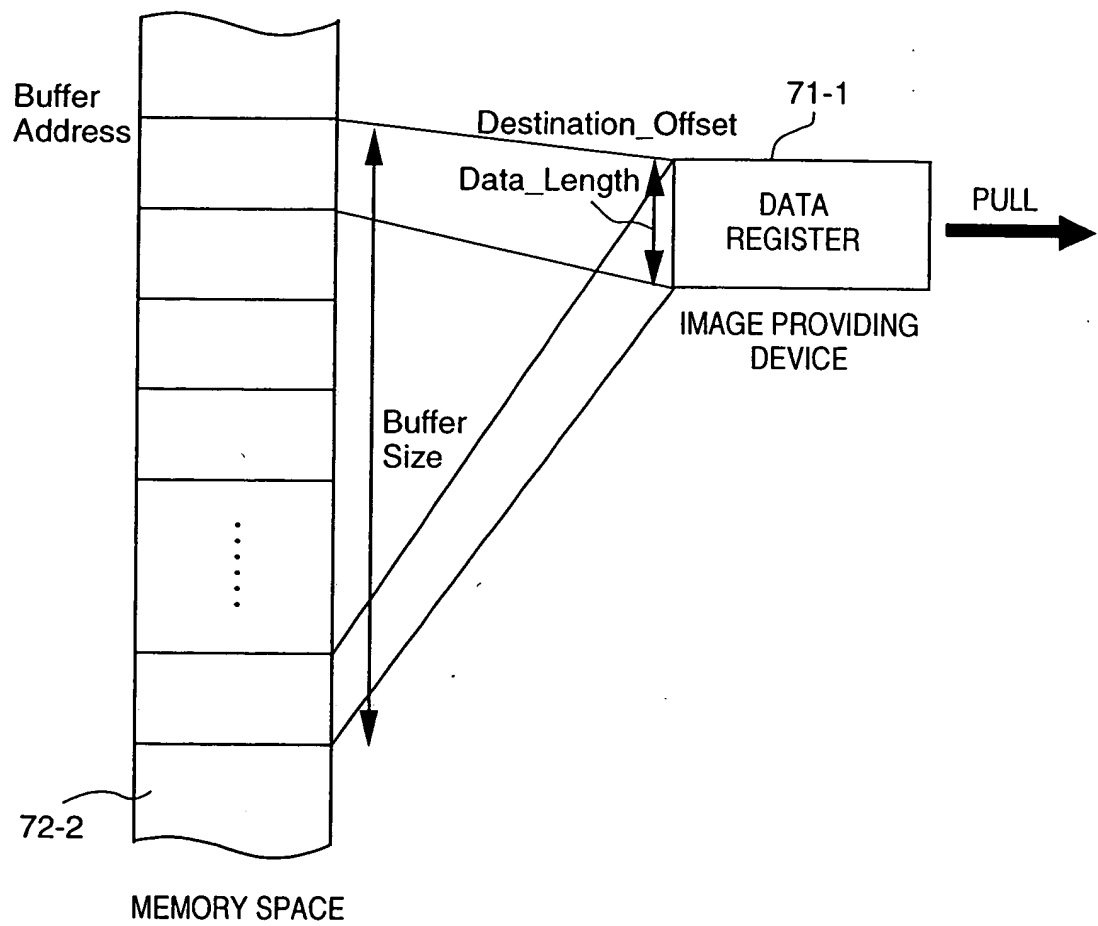 Buffer
Address
71-1
Destination_Offset
Data_Length
DATA
REGISTER
PULL
IMAGE PROVIDING
DEVICE
Buffer
Size
72-2
MEMORY SPACE